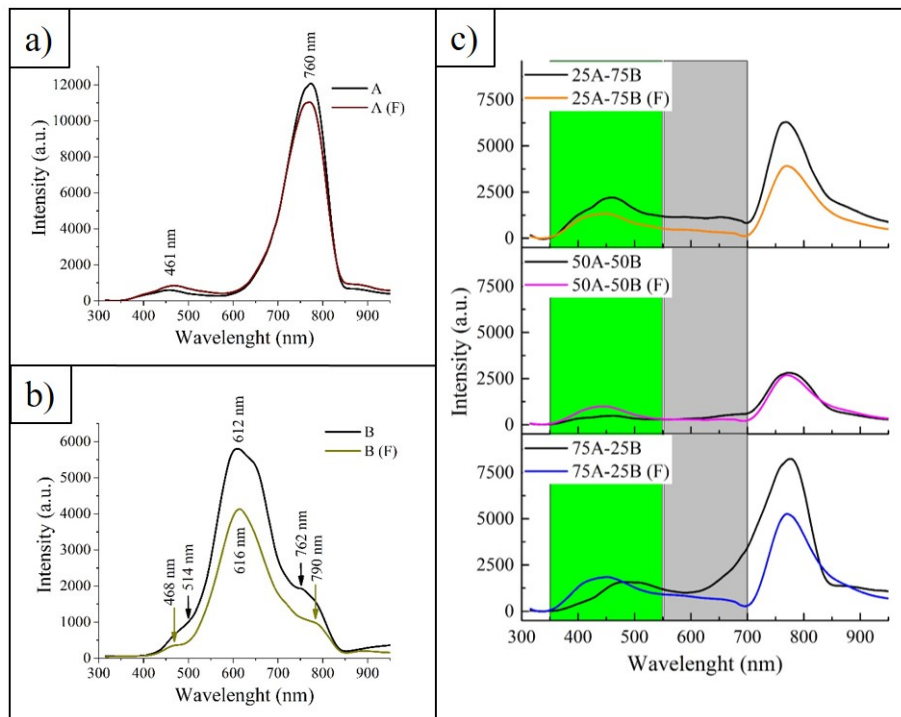 a)
760 nm
A
A (F)
461 nm
Intensity (a.u.)
12000
10000
8000
6000
4000
2000
0
300 400 500 600 700 800 900
Wavelenght (nm)
b)
612 nm
B
B (F)
616 nm
468 nm
514 nm
762 nm
790 nm
Intensity (a.u.)
6000
5000
4000
3000
2000
1000
0
300 400 500 600 700 800 900
Wavelenght (nm)
c)
25A-75B
25A-75B (F)
7500
5000
2500
0
50A-50B
50A-50B (F)
Intensity (a.u.)
7500
5000
2500
0
75A-25B
75A-25B (F)
7500
5000
2500
0
300 400 500 600 700 800 900
Wavelenght (nm)